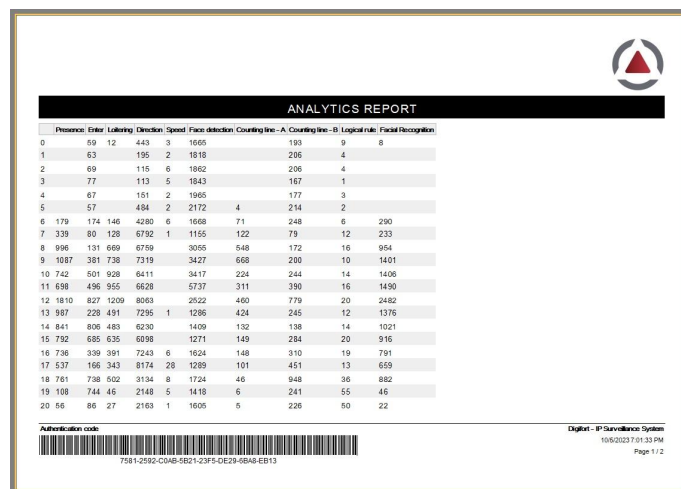 ANALYTICS REPORT
Presence Enter Loitering Direction Speed Face detection Counting line - A Counting line - B Logical rule Facial Recognition
0 59 12 443 3 1665 193 9 8
1 63 195 2 1818 206 4
2 69 115 6 1862 206 4
3 77 113 5 1843 167 1
4 67 151 2 1965 177 3
5 57 484 2 2172 4 214 2
6 179 174 146 4280 6 1668 71 248 6 290
7 339 80 128 6792 1 1155 122 79 12 233
8 996 131 669 6759 3055 548 172 16 954
9 1087 381 738 7319 3427 668 200 10 1401
10 742 501 928 6411 3417 224 244 14 1406
11 698 496 955 6628 5737 311 390 16 1490
12 1810 827 1209 8063 2522 460 779 20 2482
13 987 228 491 7295 1 1286 424 245 12 1376
14 841 806 483 6230 1409 132 138 14 1021
15 792 685 635 6098 1271 149 284 20 916
16 736 339 391 7243 6 1624 148 310 19 791
17 537 166 343 8174 28 1289 101 451 13 659
18 761 738 502 3134 8 1724 46 948 36 882
19 108 744 46 2148 5 1418 6 241 55 46
20 56 86 27 2163 1 1605 5 226 50 22
Authentication code
Digifort - IP Surveillance System
10/5/2023 7:01:33 PM
Page 1 / 2
7581-2592-C0AB-5B21-23F5-DE29-6BA8-EB13